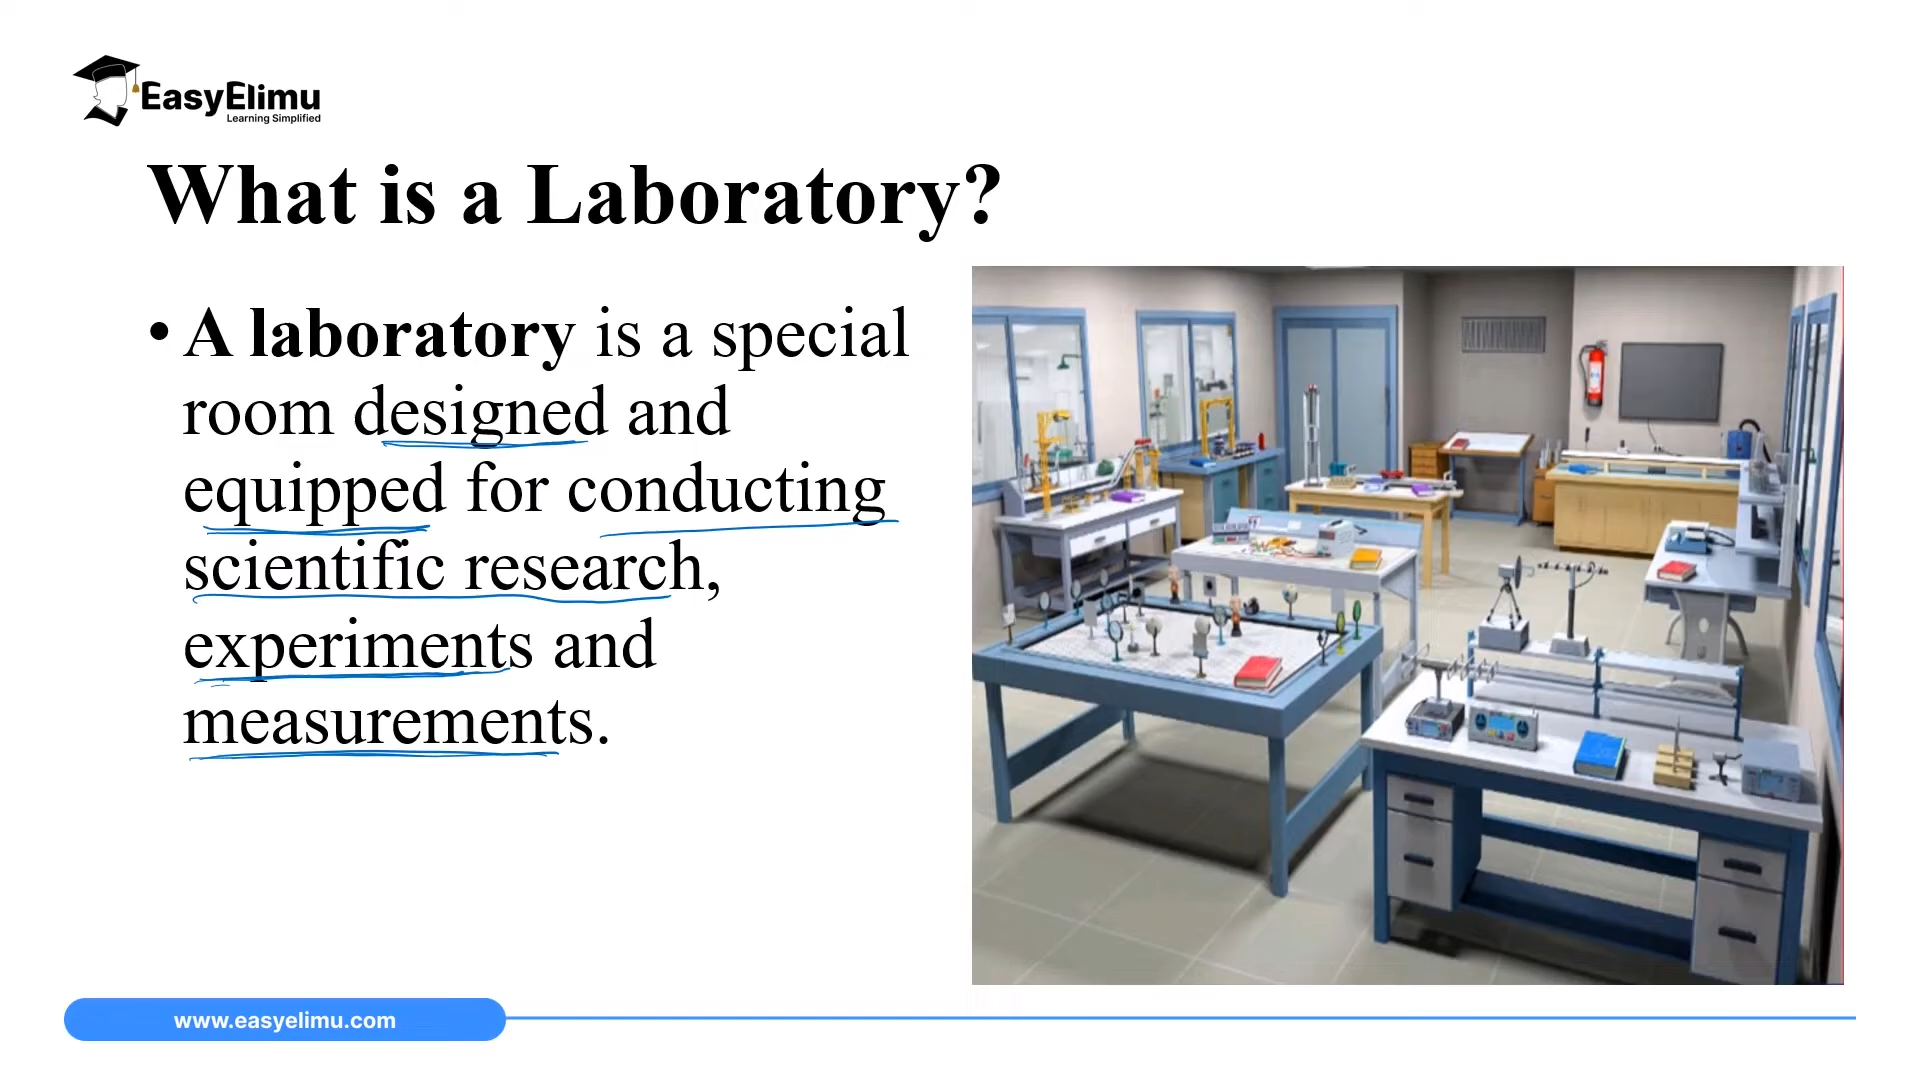 EasyElimu
Learning Simplified
What is a Laboratory?
• A laboratory is a special
room designed and
equipped for conducting
scientific research,
experiments and
measurements.
www.easyelimu.com